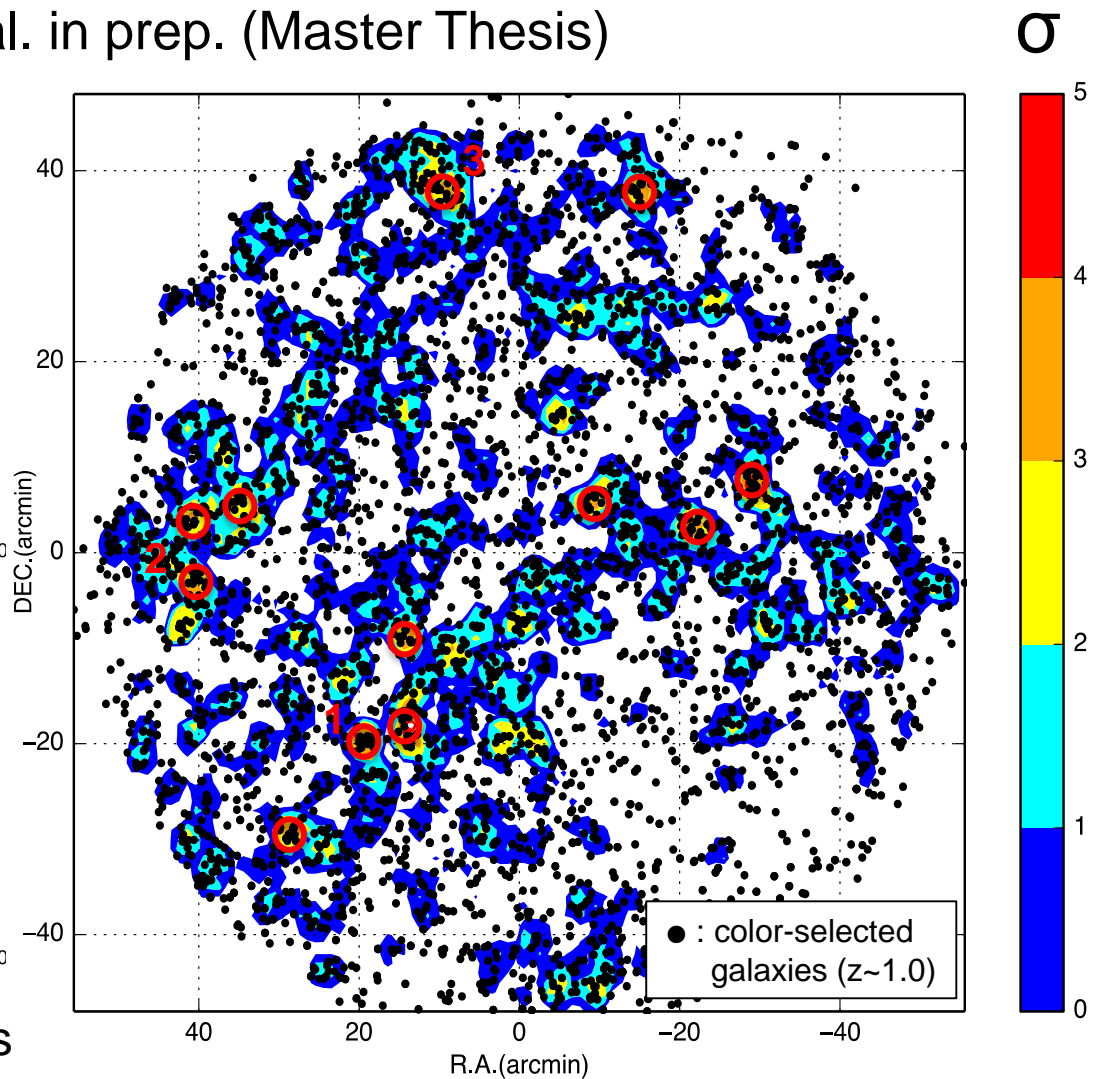 al. in prep. (Master Thesis)
σ
5
4
3
2
1
0
40
20
0
−20
−40
DEC.(arcmin)
3
2
1
● : color-selected
galaxies (z~1.0)
40
20
0
−20
−40
R.A.(arcmin)
g
g
s